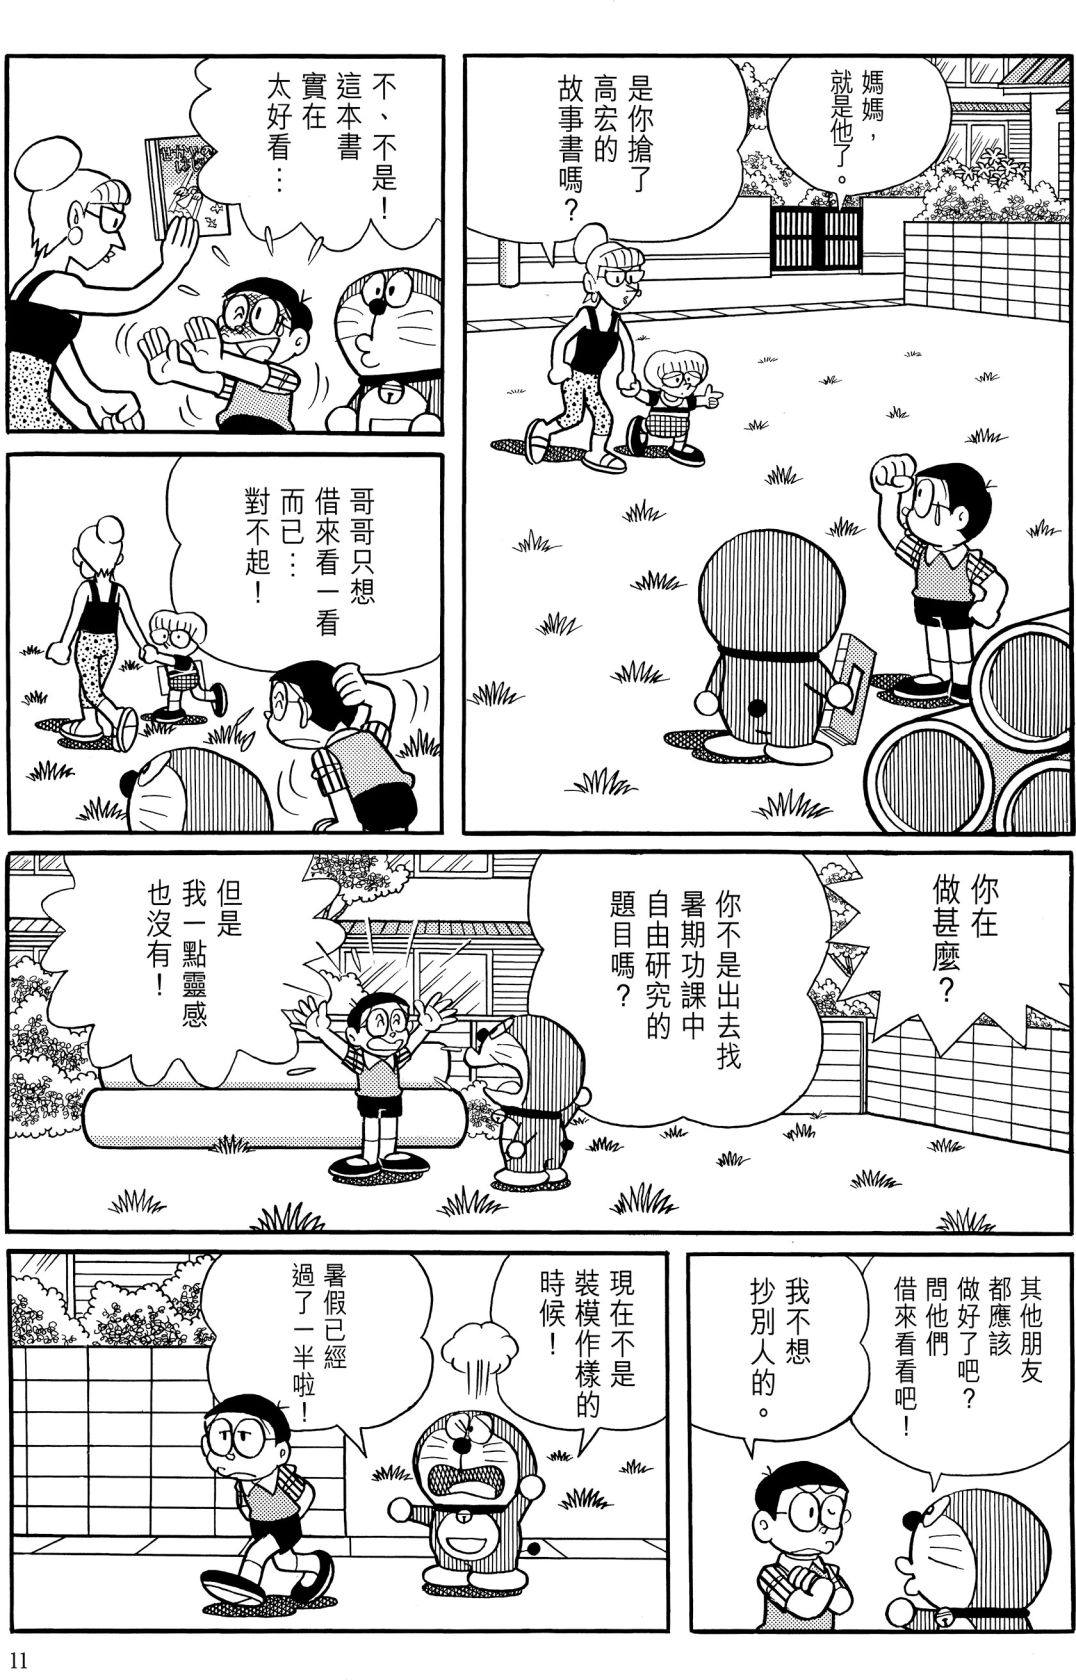 媽媽，
就是他了。
是你搶了
高宏的
故事書嗎？
不、不是！
這本書
實在
太好看…
哥哥只想
借來看一看
而已…
對不起！
你在
做甚麼？
你不是出去找
暑期功課中
自由研究的
題目嗎？
但是
我一點靈感
也沒有！
其他朋友
都應該
做好了吧？
問他們
借來看看吧！
我不想
抄別人的。
現在不是
裝模作樣的
時候！
暑假已經
過了一半啦！
11